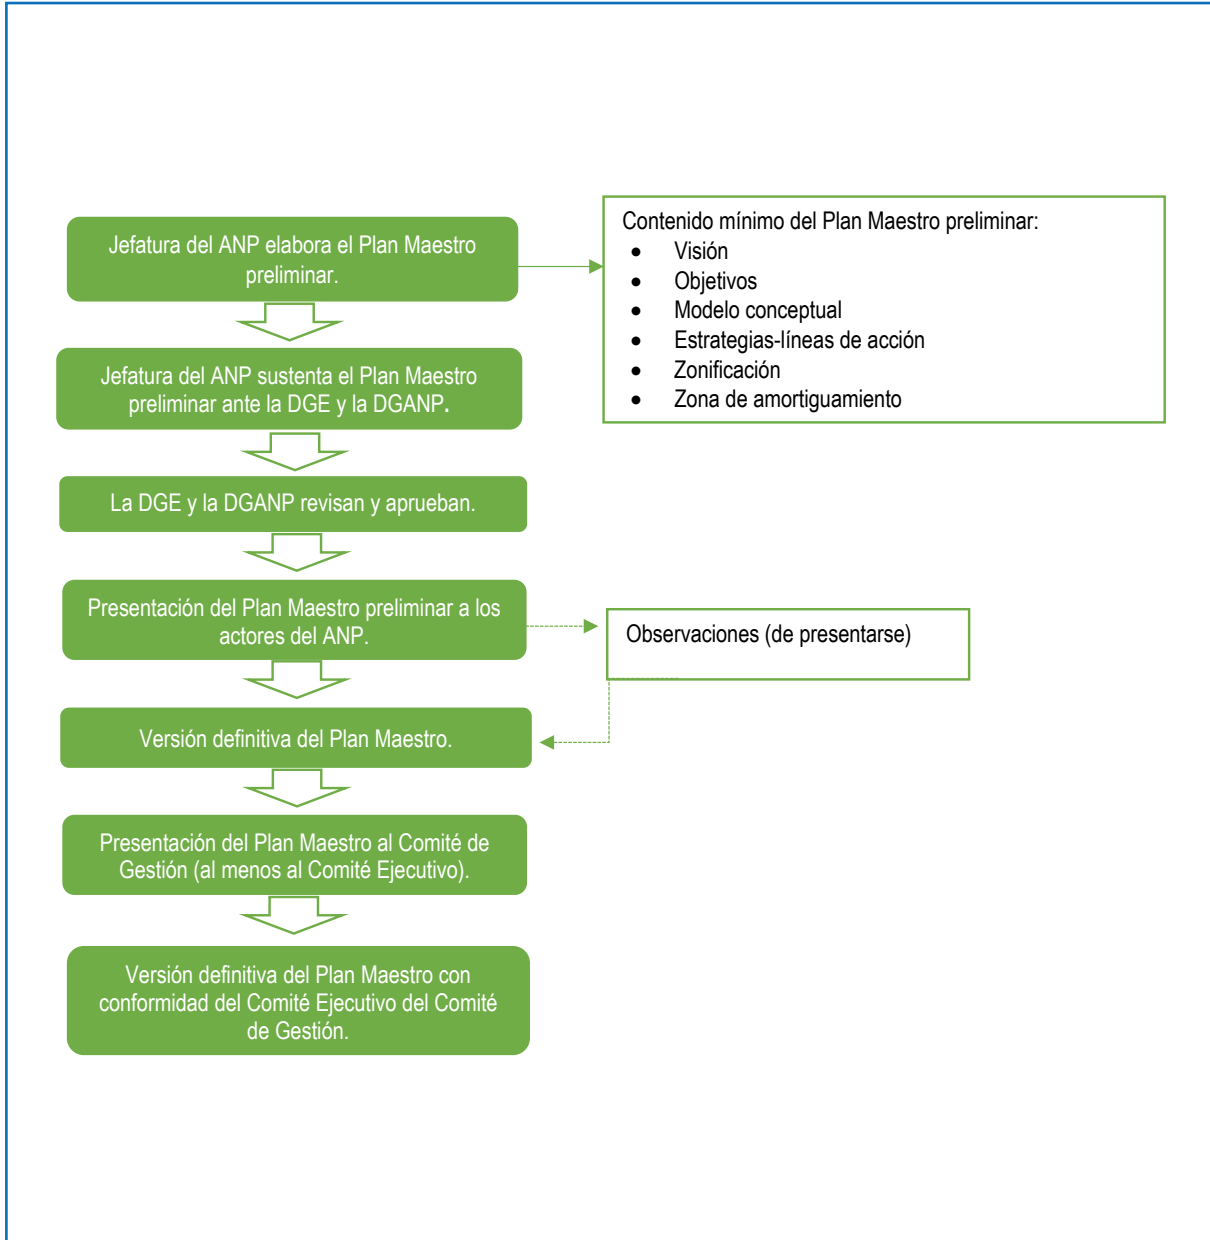 Jefatura del ANP elabora el Plan Maestro
preliminar.
Contenido mínimo del Plan Maestro preliminar:
• Visión
• Objetivos
• Modelo conceptual
• Estrategias-líneas de acción
• Zonificación
• Zona de amortiguamiento
Jefatura del ANP sustenta el Plan Maestro
preliminar ante la DGE y la DGANP.
La DGE y la DGANP revisan y aprueban.
Presentación del Plan Maestro preliminar a los
actores del ANP.
Observaciones (de presentarse)
Versión definitiva del Plan Maestro.
Presentación del Plan Maestro al Comité de
Gestión (al menos al Comité Ejecutivo).
Versión definitiva del Plan Maestro con
conformidad del Comité Ejecutivo del Comité
de Gestión.